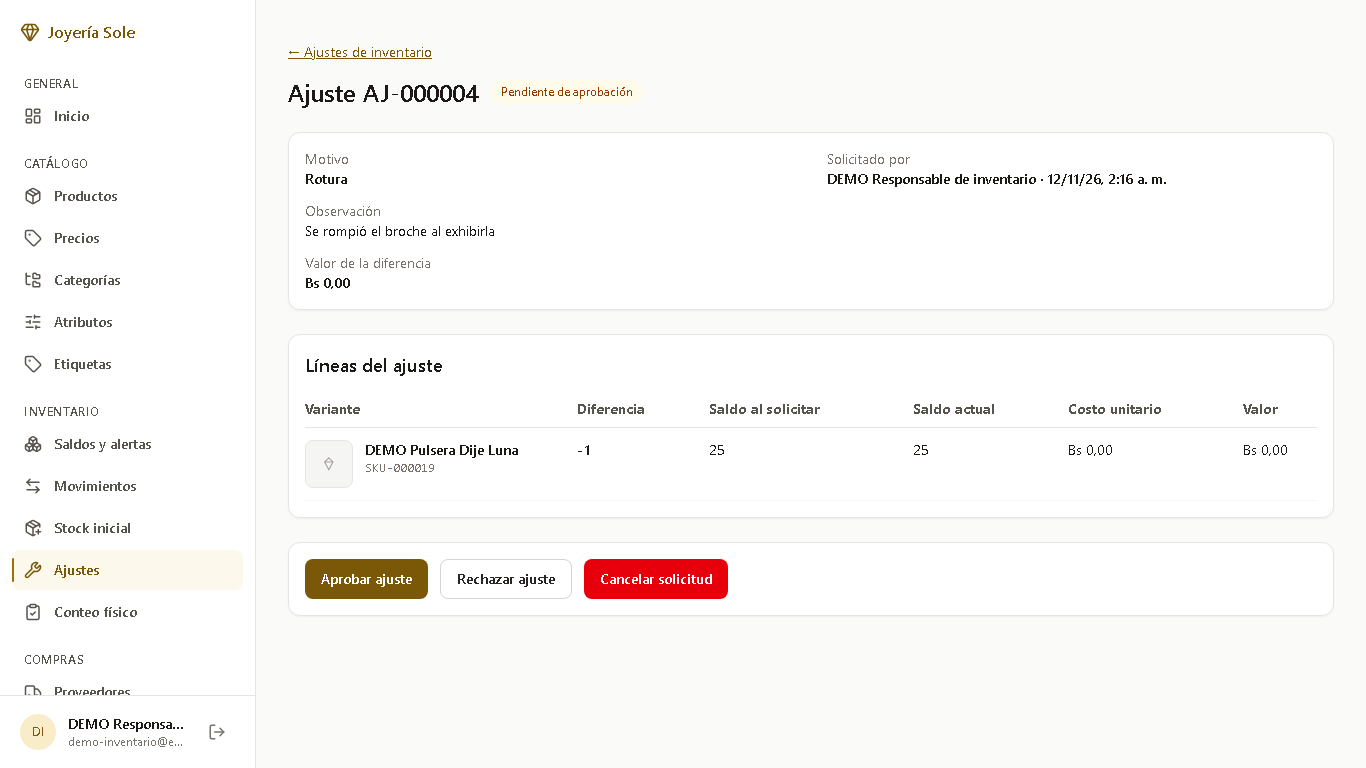 Joyería Sole
GENERAL
Inicio
CATÁLOGO
Productos
Precios
Categorías
Atributos
Etiquetas
INVENTARIO
Saldos y alertas
Movimientos
Stock inicial
Ajustes
Conteo físico
COMPRAS
Proveedores
DI
DEMO Responsa...
demo-inventario@e...
← Ajustes de inventario
Ajuste AJ-000004 Pendiente de aprobación
Motivo
Rotura
Solicitado por
DEMO Responsable de inventario · 12/11/26, 2:16 a. m.
Observación
Se rompió el broche al exhibirla
Valor de la diferencia
Bs 0,00
Líneas del ajuste
Variante Diferencia Saldo al solicitar Saldo actual Costo unitario Valor
DEMO Pulsera Dije Luna -1 25 25 Bs 0,00 Bs 0,00
SKU-000019
Aprobar ajuste Rechazar ajuste Cancelar solicitud